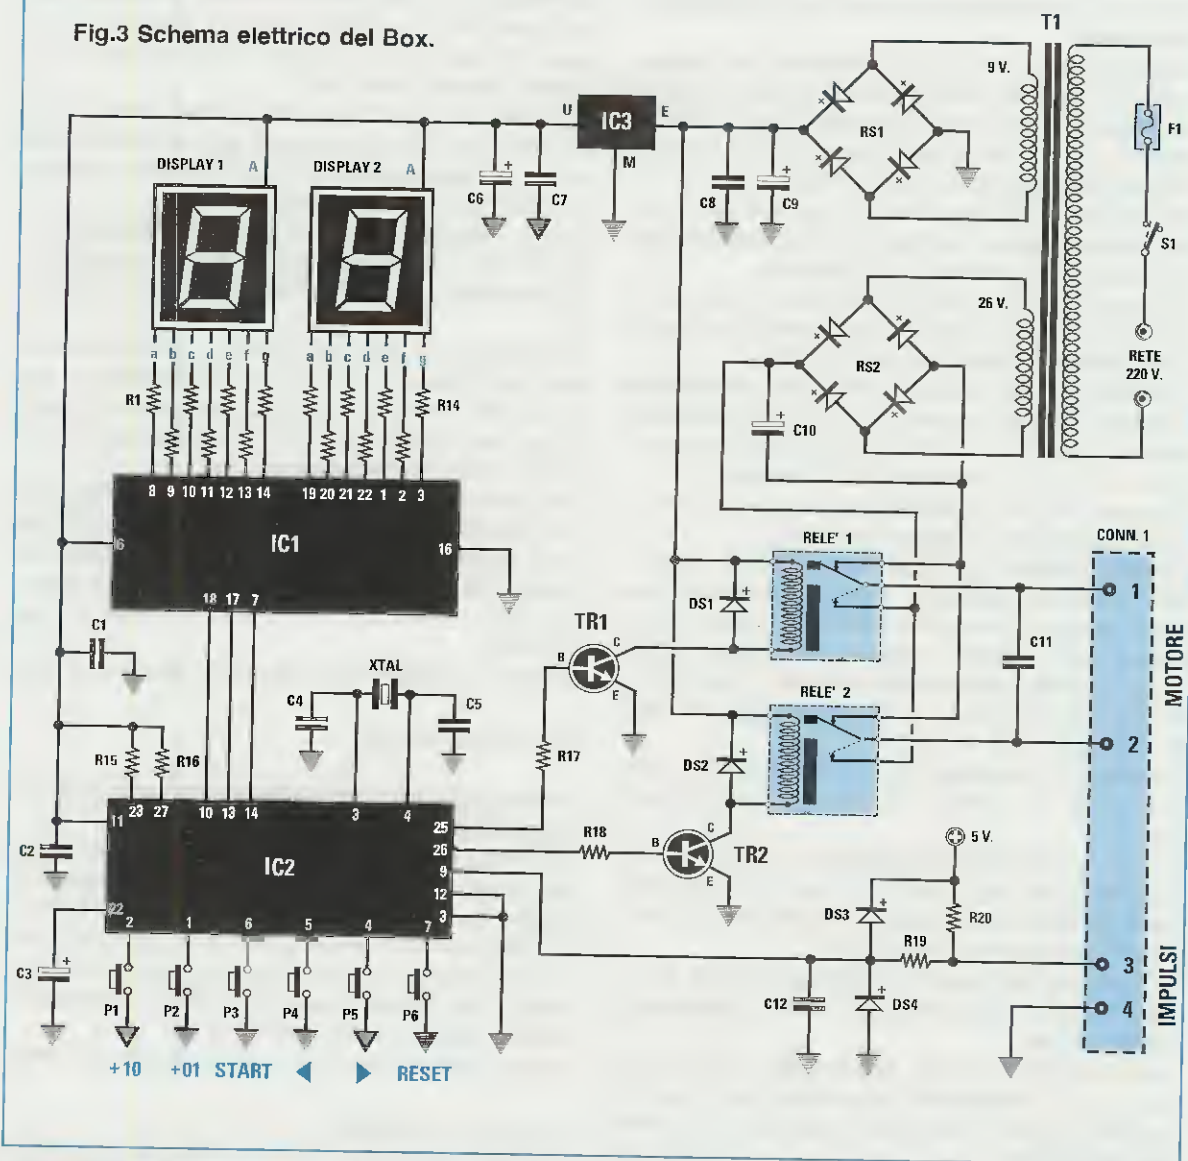 Fig.3 Schema elettrico del Box.
T1
9 V.
F1
U
IC3
E
RS1
M
DISPLAY 1
A
DISPLAY 2
A
C6
C7
C8
C9
S1
26 V.
RS2
RETE
220 V.
a b c d e f g
a b c d e f g
R1
R14
C10
8 9 10 11 12 13 14
19 20 21 22 1 2 3
6
IC1
16
18 17 7
RELE' 1
CONN. 1
DS1
1
C1
TR1
B
C
E
C11
XTAL
C4
C5
RELE' 2
MOTORE
R15
R16
R17
DS2
2
23 27 10 13 14 3 4
11
25
26
9
12
3
R18
B
C
E
TR2
5 V.
C2
IC2
22
DS3
R20
R19
2 1 6 5 4 7
3
C3
P1
P2
P3
P4
P5
P6
C12
DS4
4
IMPULSI
+10
+01
START
◀
▶
RESET